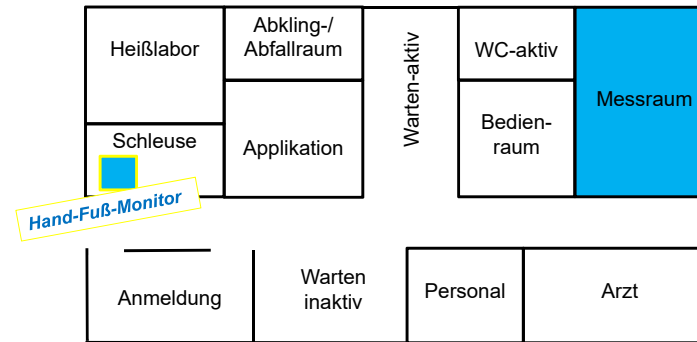 Heißlabor
Abkling-/
Abfallraum
Warten-aktiv
WC-aktiv
Messraum
Schleuse
Applikation
Bedien-
raum
Hand-Fuß-Monitor
Anmeldung
Warten
inaktiv
Personal
Arzt